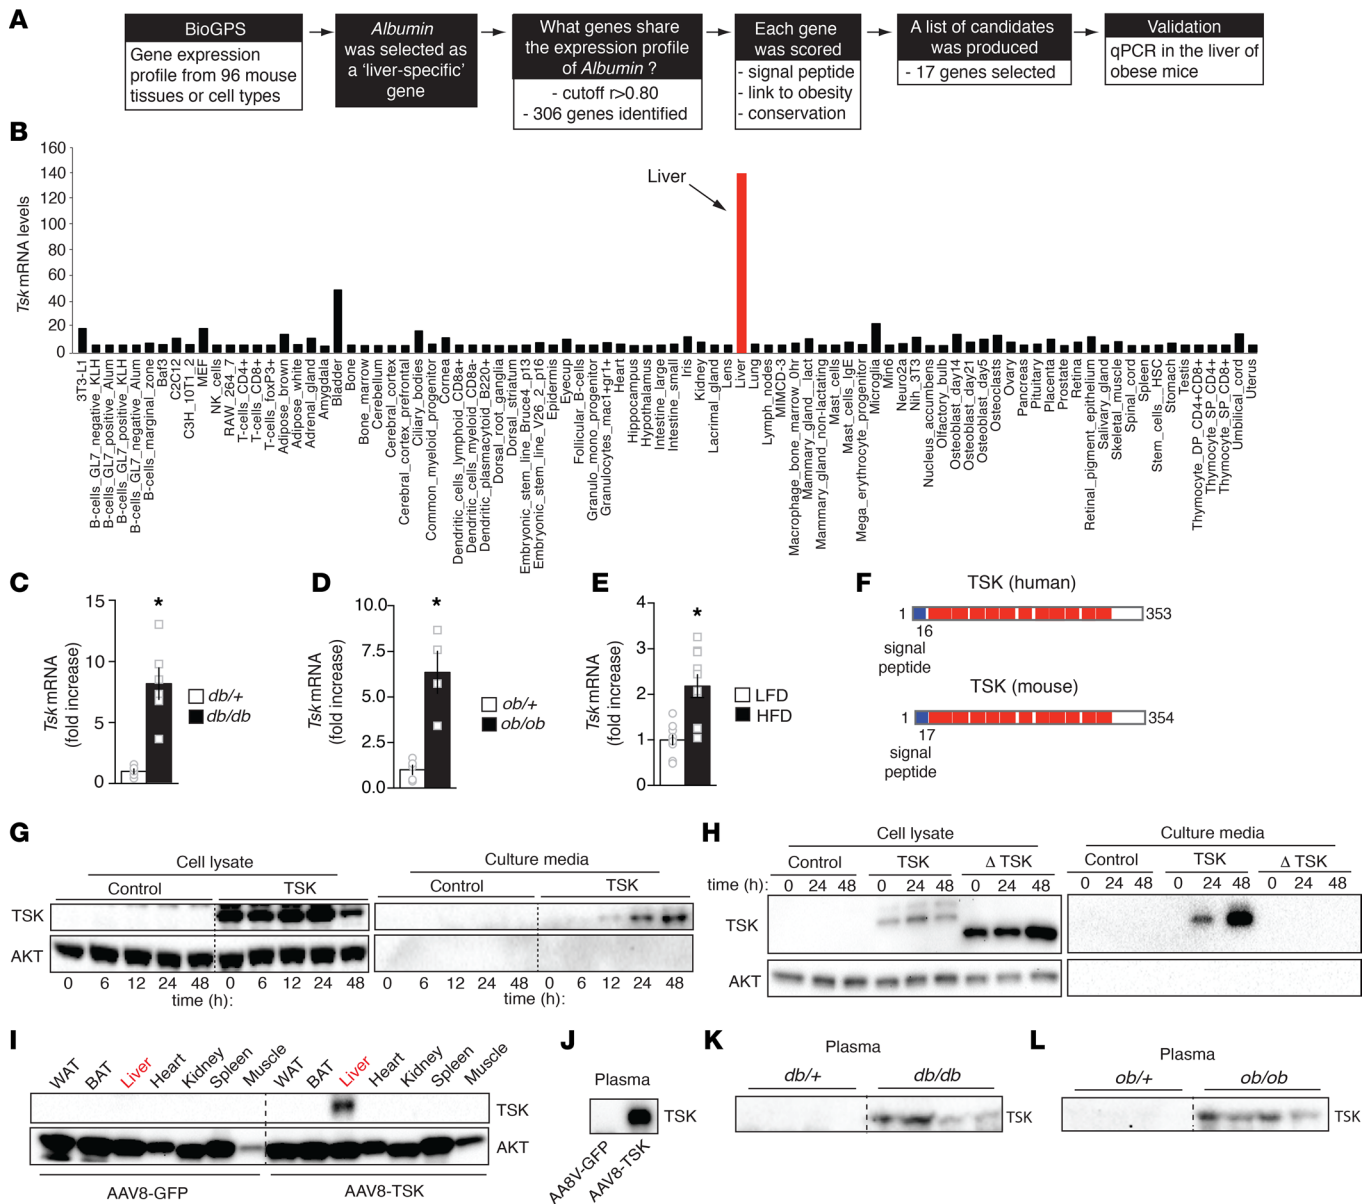 A
BioGPS
Gene expression
profile from 96 mouse
tissues or cell types
Albumin
was selected as
a ‘liver-specific’
gene
What genes share
the expression profile
of Albumin ?
- cutoff r>0.80
- 306 genes identified
Each gene
was scored
- signal peptide
- link to obesity
- conservation
A list of candidates
was produced
- 17 genes selected
Validation
qPCR in the liver of
obese mice
B
Tsk mRNA levels
160
140
120
100
80
60
40
20
0
Liver
3T3-L1
B-cells_GL7_negative_KLH
B-cells_GL7_positive_Alum
B-cells_GL7_positive_KLH
B-cells_GL7_negative_Alum
B-cells_marginal_zone
Baf3
C2C12
C3H_10T1_2
MEF
NK_cells
RAW_264_7
T-cells_CD4+
T-cells_CD8+
T-cells_foxP3+
Adipose_brown
Adipose_white
Adrenal_gland
Amygdala
Bladder
Bone
Bone_marrow
Cerebellum
Cerebral_cortex
Cerebral_cortex_prefrontal
Ciliary_bodies
Common_myeloid_progenitor
Cornea
Dendritic_cells_lymphoid_CD8a+
Dendritic_cells_myeloid_CD8a-
Dendritic_plasmacytoid_B220+
Dorsal_root_ganglia
Dorsal_striatum
Embryonic_stem_line_Bruce4_p13
Embryonic_stem_line_V26_2_p16
Epidermis
Eyecup
Follicular_B-cells
Granulo_mono_progenitor
Granulocytes_mac1+gr1+
Heart
Hippocampus
Hypothalamus
Intestine_large
Intestine_small
Iris
Kidney
Lacrimal_gland
Lens
Liver
Lung
Lymph_nodes
MIMCD-3
Macrophage_bone_marrow_0hr
Mammary_gland__lact
Mammary_gland_non-lactating
Mast_cells
Mast_cells_IgE
Mega_erythrocyte_progenitor
Microglia
Min6
Neuro2a
Nih_3T3
Nucleus_accumbens
Olfactory_bulb
Osteoblast_day14
Osteoblast_day21
Osteoblast_day5
Osteoclasts
Ovary
Pancreas
Pituitary
Placenta
Prostate
Retina
Retinal_pigment_epithelium
Salivary_gland
Skeletal_muscle
Spinal_cord
Spleen
Stem_cells__HSC
Stomach
Testis
Thymocyte_DP_CD4+CD8+
Thymocyte_SP_CD4+
Thymocyte_SP_CD8+
Umbilical_cord
Uterus
C
Tsk mRNA
(fold increase)
15
10
5
0
*
db/+
db/db
D
Tsk mRNA
(fold increase)
10.0
7.5
5.0
2.5
0.0
*
ob/+
ob/ob
E
Tsk mRNA
(fold increase)
4
3
2
1
0
*
LFD
HFD
F
TSK (human)
1
353
16
signal
peptide
TSK (mouse)
1
354
17
signal
peptide
G
Cell lysate
Culture media
Control
TSK
Control
TSK
TSK
AKT
0 6 12 24 48 0 6 12 24 48
0 6 12 24 48 0 6 12 24 48
time (h):
time (h):
H
Cell lysate
Culture media
Control TSK Δ TSK
Control TSK Δ TSK
time (h): 0 24 48 0 24 48 0 24 48
0 24 48 0 24 48 0 24 48
TSK
AKT
I
WAT BAT Liver Heart Kidney Spleen Muscle WAT BAT Liver Heart Kidney Spleen Muscle
TSK
AKT
AAV8-GFP
AAV8-TSK
J
Plasma
TSK
AA8V-GFP
AAV8-TSK
K
Plasma
db/+
db/db
TSK
L
Plasma
ob/+
ob/ob
TSK